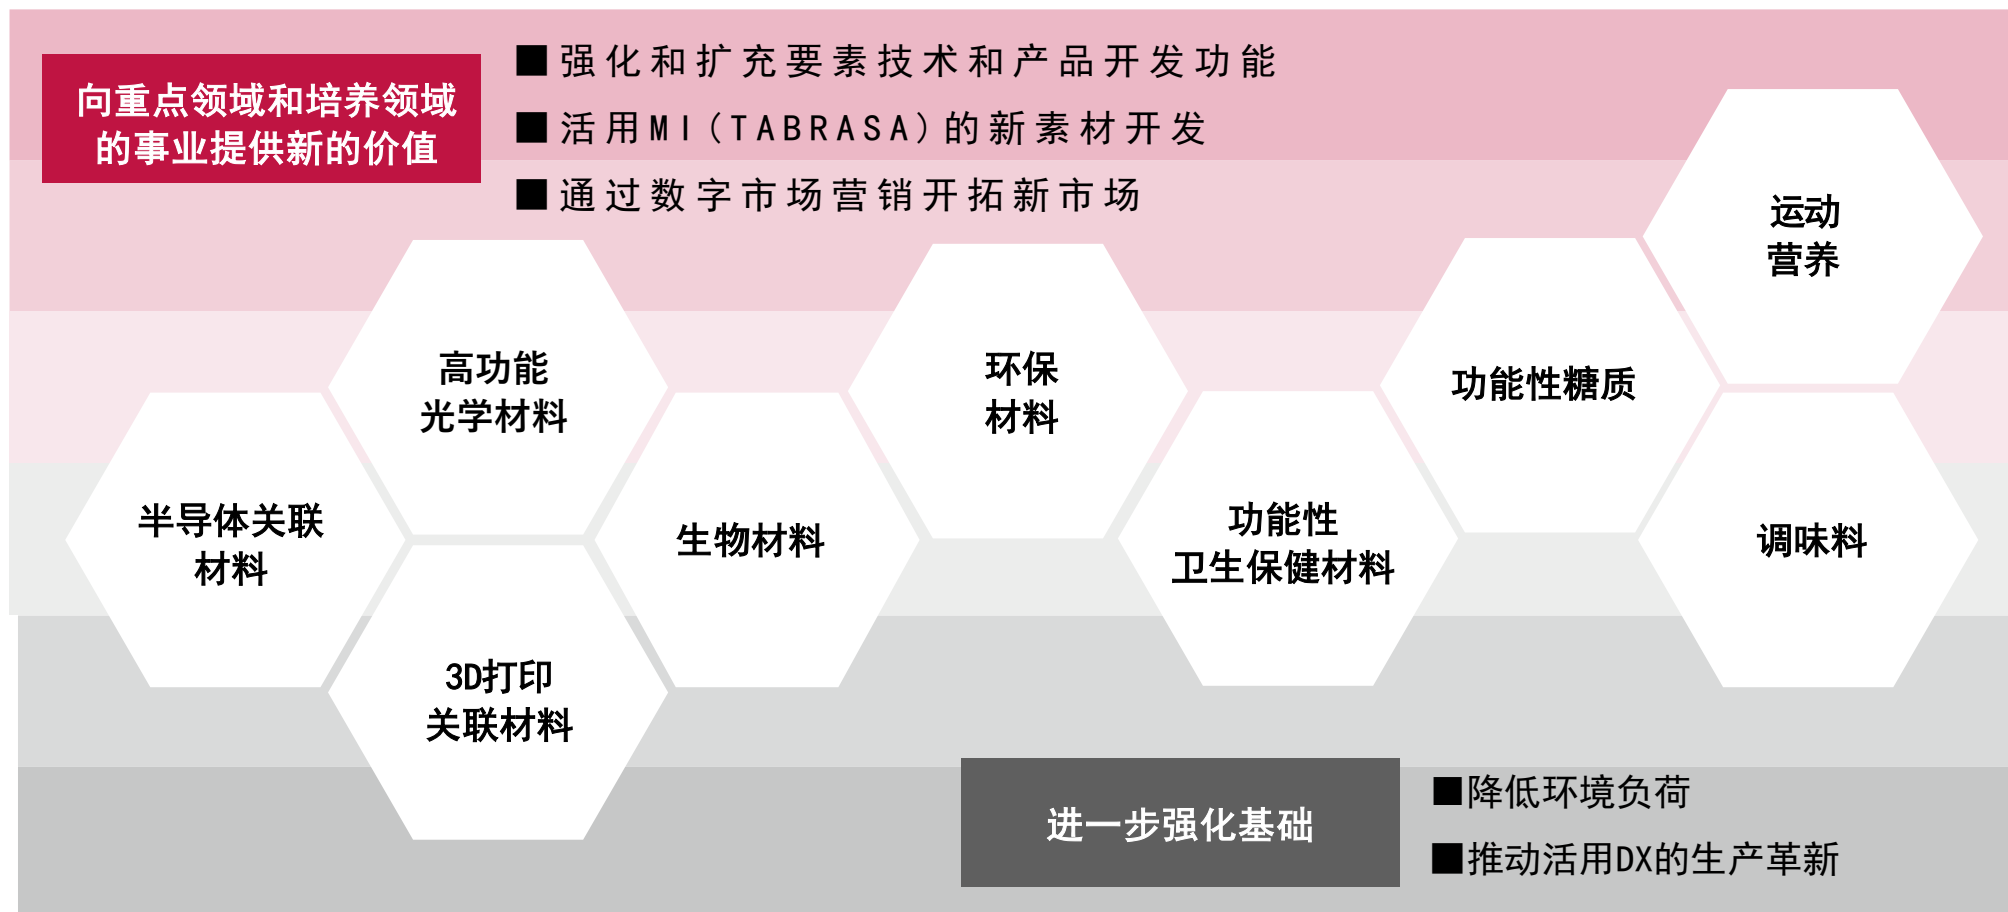 向重点领域和培养领域
的事业提供新的价值
■强化和扩充要素技术和产品开发功能
■活用MI(TABRASA)的新素材开发
■通过数字市场营销开拓新市场
运动
营养
高功能
光学材料
环保
材料
功能性糖质
半导体关联
材料
生物材料
功能性
卫生保健材料
调味料
3D打印
关联材料
进一步强化基础
■降低环境负荷
■推动活用DX的生产革新